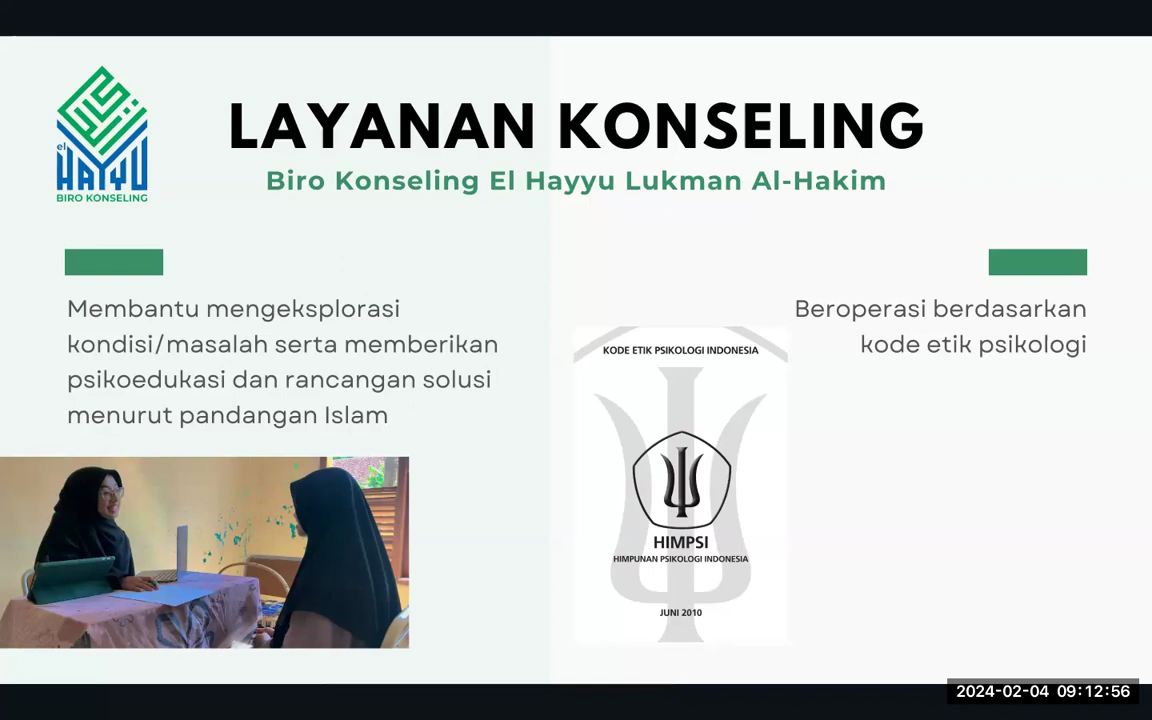 el
HAYYU
BIRO KONSELING
LAYANAN KONSELING
Biro Konseling El Hayyu Lukman Al-Hakim
Membantu mengeksplorasi
kondisi/masalah serta memberikan
psikoedukasi dan rancangan solusi
menurut pandangan Islam
Beroperasi berdasarkan
kode etik psikologi
KODE ETIK PSIKOLOGI INDONESIA
HIMPSI
HIMPUNAN PSIKOLOGI INDONESIA
JUNI 2010
2024-02-04 09:12:56